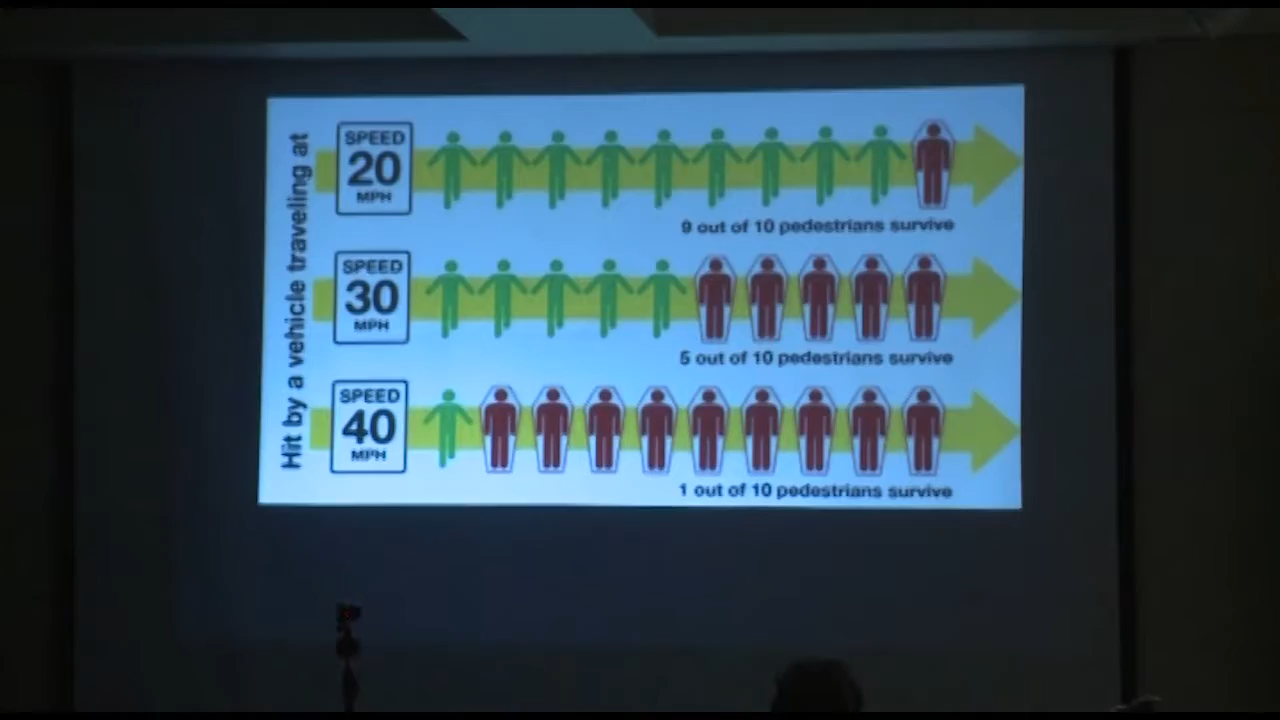 Hit by a vehicle traveling at
SPEED
20
MPH
9 out of 10 pedestrians survive
SPEED
30
MPH
5 out of 10 pedestrians survive
SPEED
40
MPH
1 out of 10 pedestrians survive